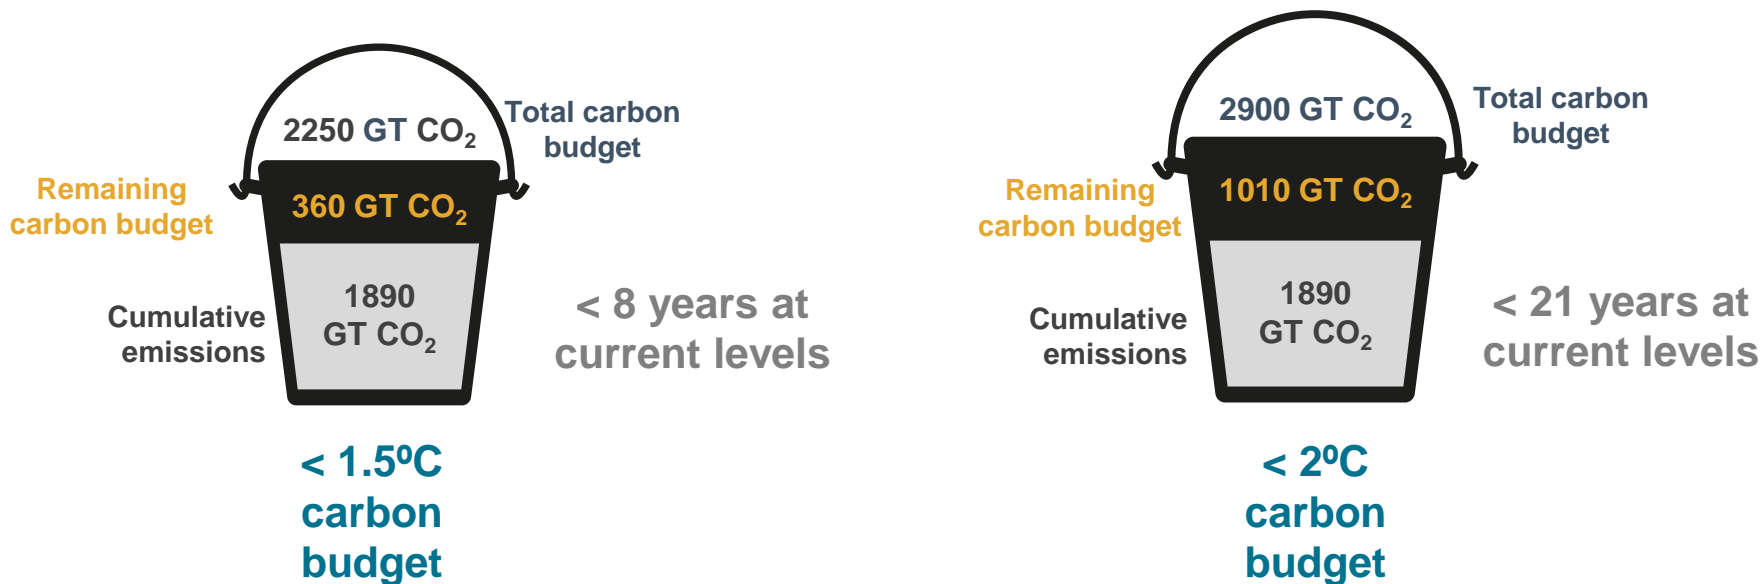 2250 GT CO₂
Total carbon
budget
Remaining
carbon budget
360 GT CO₂
Cumulative
emissions
1890
GT CO₂
< 8 years at
current levels
< 1.5ºC
carbon
budget
2900 GT CO₂
Total carbon
budget
Remaining
carbon budget
1010 GT CO₂
Cumulative
emissions
1890
GT CO₂
< 21 years at
current levels
< 2ºC
carbon
budget